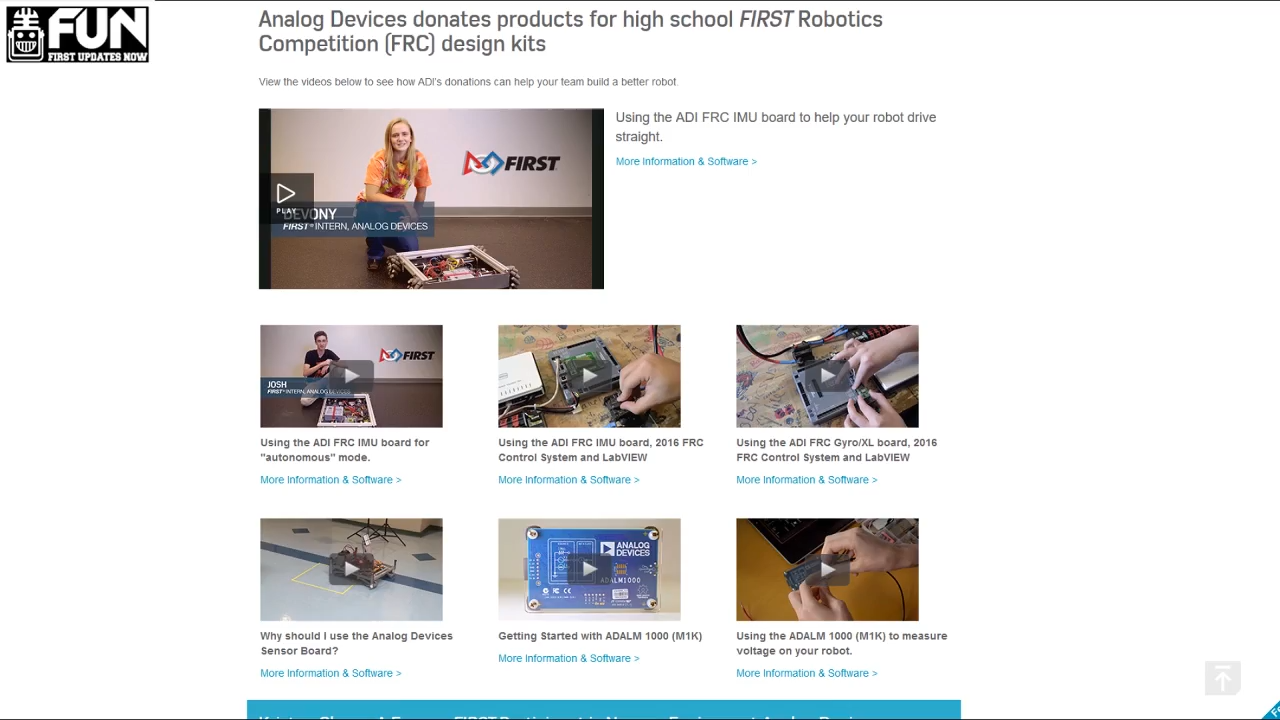 FUN
FIRST UPDATES NOW
Analog Devices donates products for high school FIRST Robotics
Competition (FRC) design kits
View the videos below to see how ADI's donations can help your team build a better robot.
FIRST
PLAY
DEVONY
FIRST INTERN, ANALOG DEVICES
Using the ADI FRC IMU board to help your robot drive
straight.
More Information & Software >
FIRST
JOSH
FIRST INTERN, ANALOG DEVICES
Using the ADI FRC IMU board for
"autonomous" mode.
More Information & Software >
Using the ADI FRC IMU board, 2016 FRC
Control System and LabVIEW
More Information & Software >
Using the ADI FRC Gyro/XL board, 2016
FRC Control System and LabVIEW
More Information & Software >
Why should I use the Analog Devices
Sensor Board?
More Information & Software >
ANALOG
DEVICES
ADALM1000
Getting Started with ADALM 1000 (M1K)
More Information & Software >
Using the ADALM 1000 (M1K) to measure
voltage on your robot.
More Information & Software >